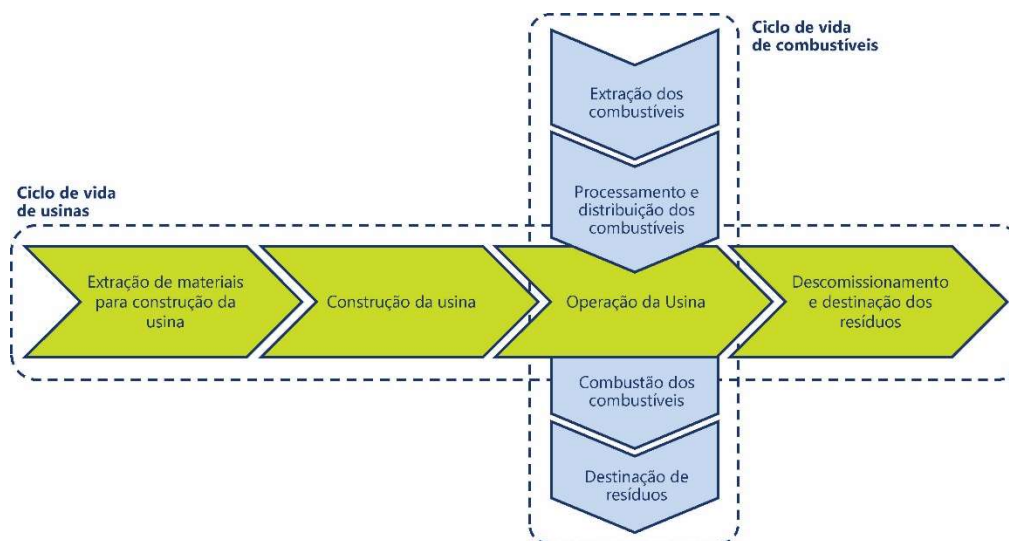 Ciclo de vida
de combustíveis
Extração dos
combustíveis
Processamento e
distribuição dos
combustíveis
Ciclo de vida
de usinas
Extração de materiais
para construção da
usina
Construção da usina
Operação da Usina
Descomissionamento
e destinação dos
resíduos
Combustão dos
combustíveis
Destinação de
resíduos